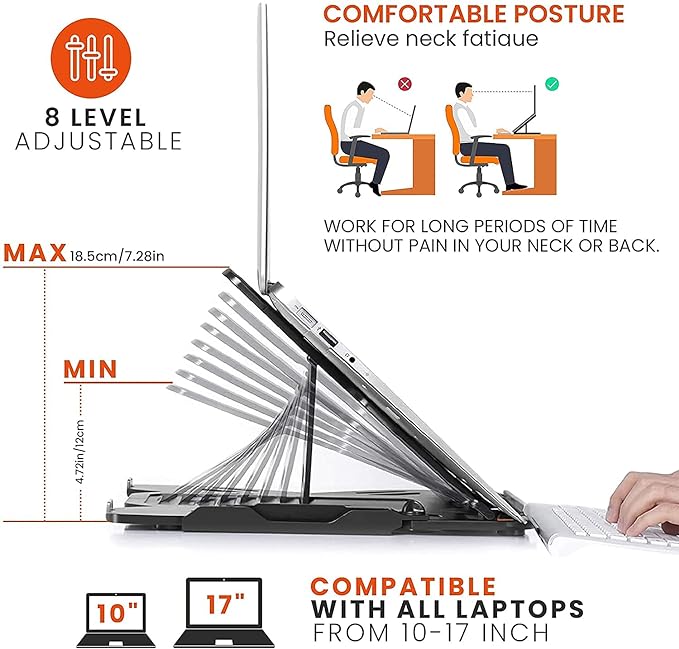 COMFORTABLE POSTURE
Relieve neck fatigue
8 LEVEL
ADJUSTABLE
WORK FOR LONG PERIODS OF TIME
WITHOUT PAIN IN YOUR NECK OR BACK.
MAX 18.5cm/7.28in
MIN
4.72in/12cm
10"
17"
COMPATIBLE
WITH ALL LAPTOPS
FROM 10-17 INCH